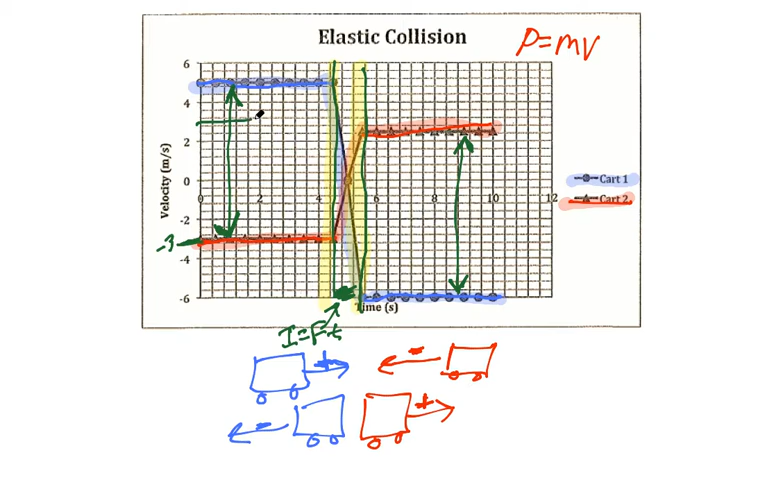 Elastic Collision
P=mv
6
4
2
0
-2
-4
-6
0
2
4
6
8
10
12
Velocity (m/s)
Time (s)
Cart 1
Cart 2
-3
I=Ft
+
-
-
+